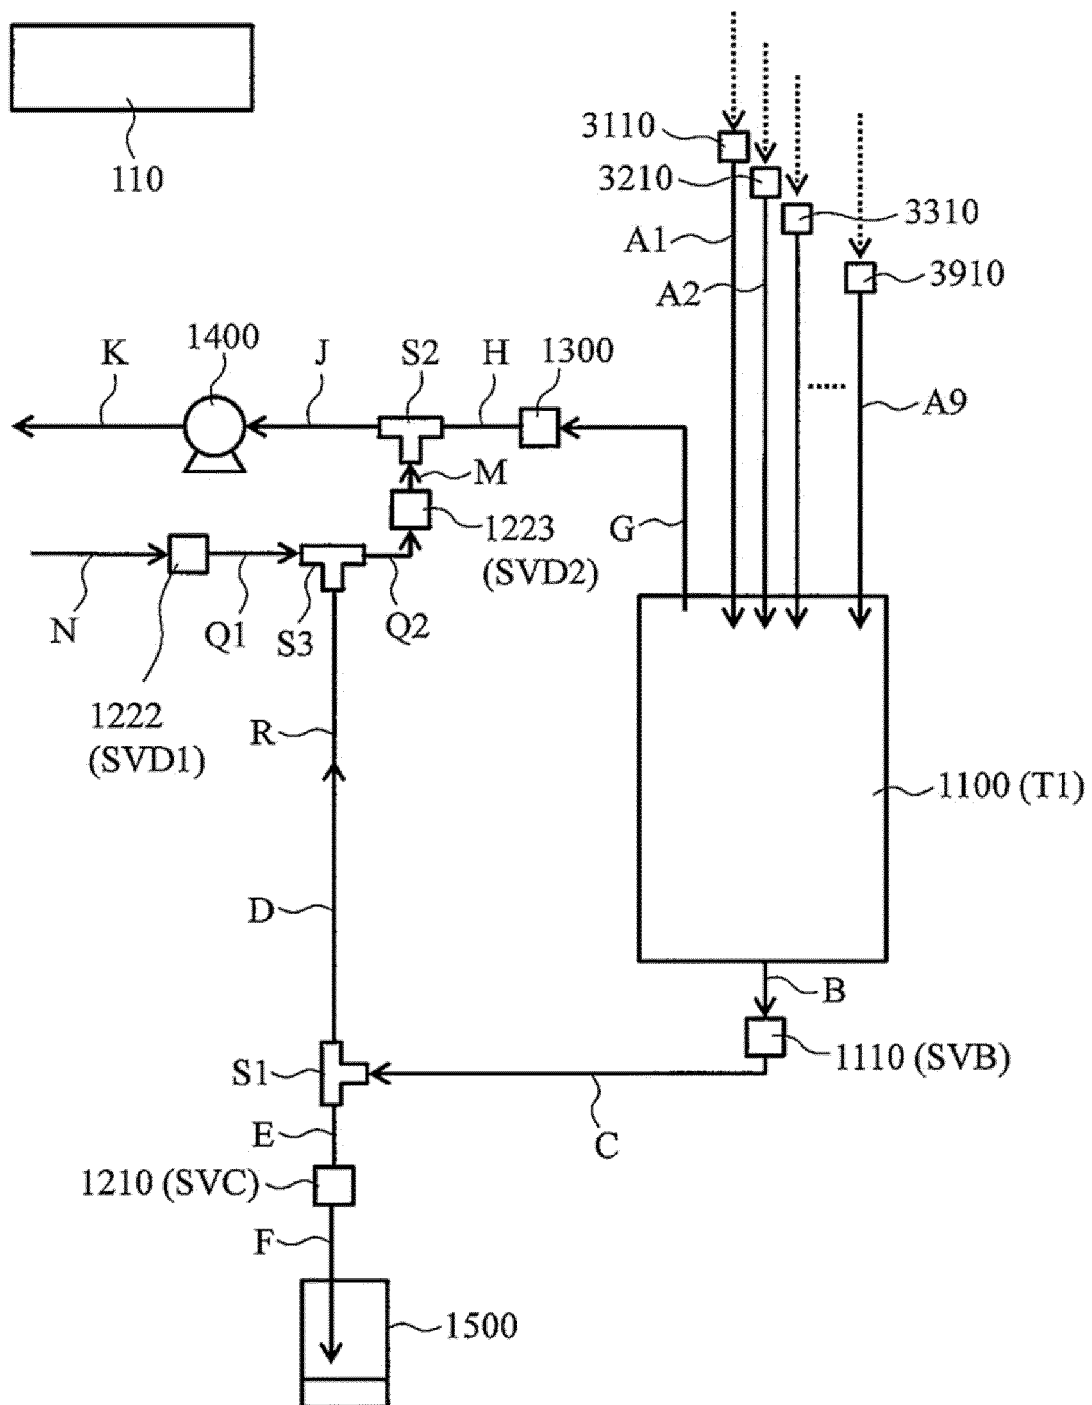 110
3110
3210
3310
A1
A2
3910
K
1400
J
S2
H
1300
A9
M
1223
(SVD2)
G
N
Q1
S3
Q2
1222
(SVD1)
R
1100 (T1)
D
B
S1
1110 (SVB)
E
C
1210 (SVC)
F
1500